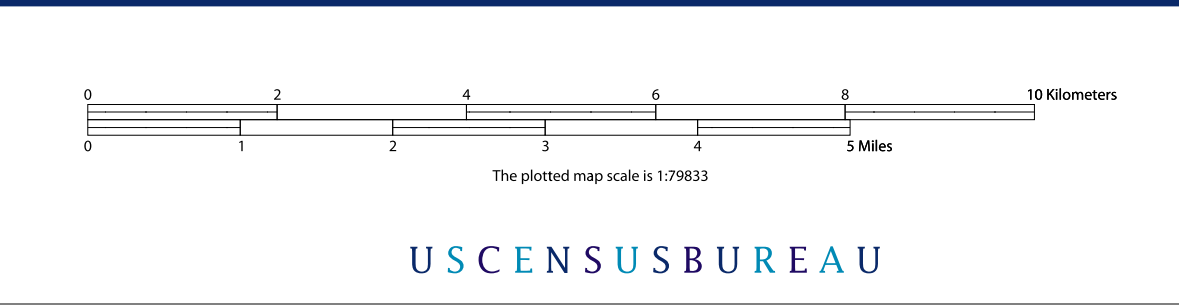 0 2 4 6 8 10 Kilometers
0 1 2 3 4 5 Miles
The plotted map scale is 1:79833
USCENSUSBUREAU